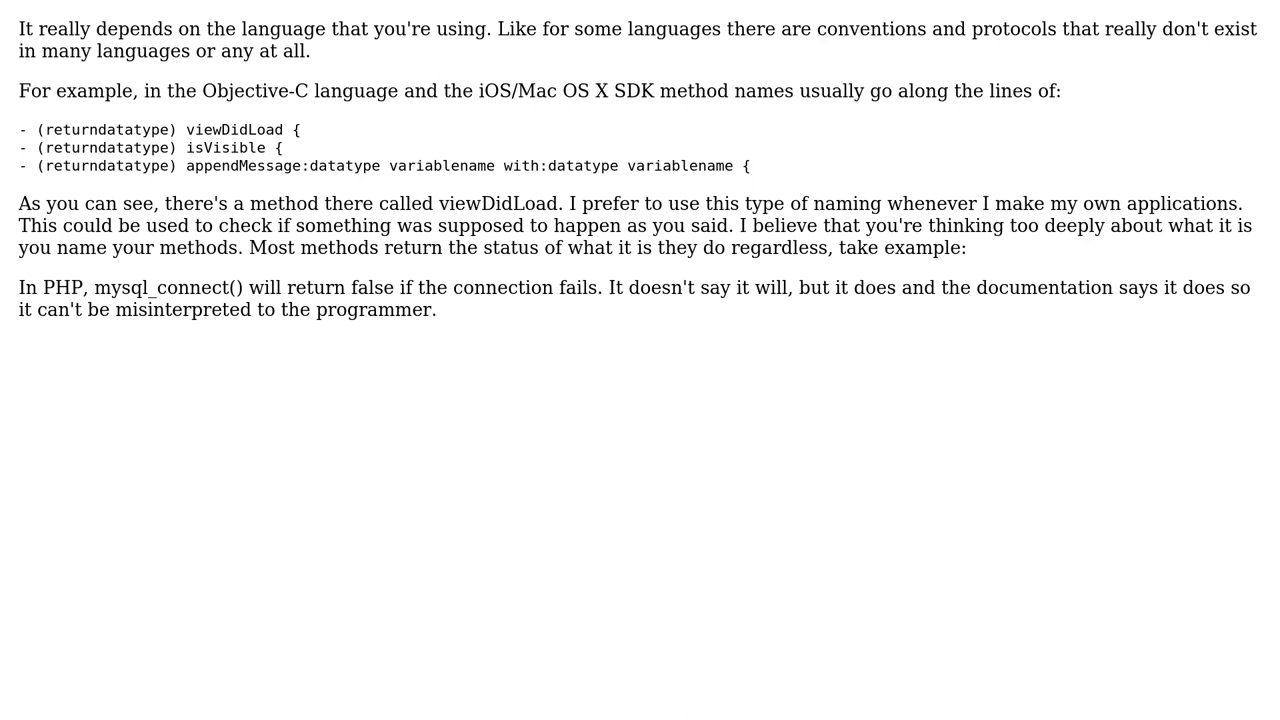 It really depends on the language that you're using. Like for some languages there are conventions and protocols that really don't exist
in many languages or any at all.
For example, in the Objective-C language and the iOS/Mac OS X SDK method names usually go along the lines of:
- (returndatatype) viewDidLoad {
- (returndatatype) isVisible {
- (returndatatype) appendMessage:datatype variablename with:datatype variablename {
As you can see, there's a method there called viewDidLoad. I prefer to use this type of naming whenever I make my own applications.
This could be used to check if something was supposed to happen as you said. I believe that you're thinking too deeply about what it is
you name your methods. Most methods return the status of what it is they do regardless, take example:
In PHP, mysql_connect() will return false if the connection fails. It doesn't say it will, but it does and the documentation says it does so
it can't be misinterpreted to the programmer.